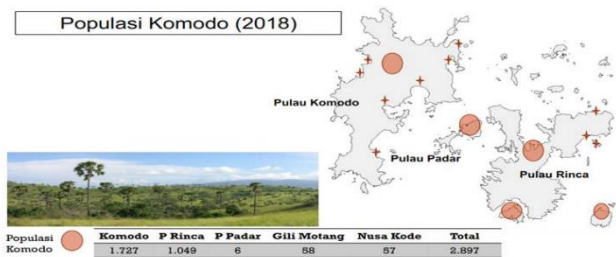 Populasi Komodo (2018)
Pulau Komodo
Pulau Padar
Pulau Rinca
Populasi Komodo
Komodo P Rinca P Padar Gili Motang Nusa Kode Total
1.727 1.049 6 58 57 2.897